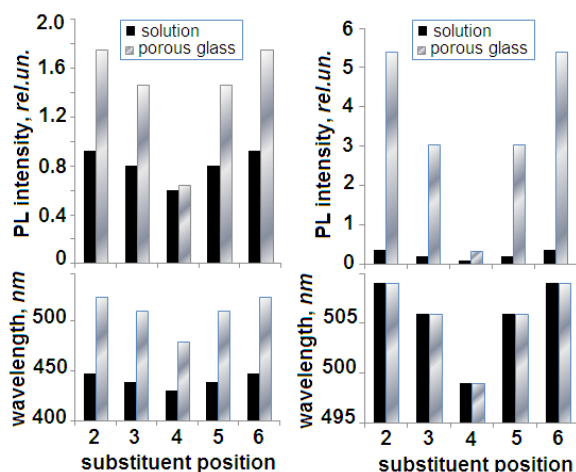 PL intensity, rel.un.
2.0
1.6
1.2
0.8
0.4
0
solution
porous glass
PL intensity, rel.un.
6
5
4
3
2
1
0
solution
porous glass
wavelength, nm
500
450
400
2 3 4 5 6
substituent position
wavelength, nm
505
500
495
2 3 4 5 6
substituent position